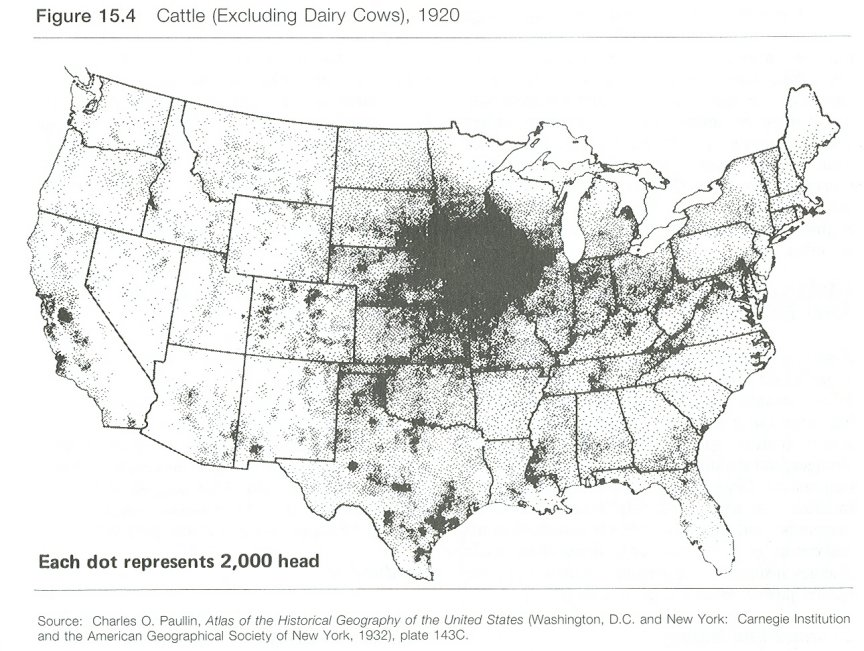 Figure 15.4 Cattle (Excluding Dairy Cows), 1920
Each dot represents 2,000 head
Source: Charles O. Paullin, Atlas of the Historical Geography of the United States (Washington, D.C. and New York: Carnegie Institution
and the American Geographical Society of New York, 1932), plate 143C.